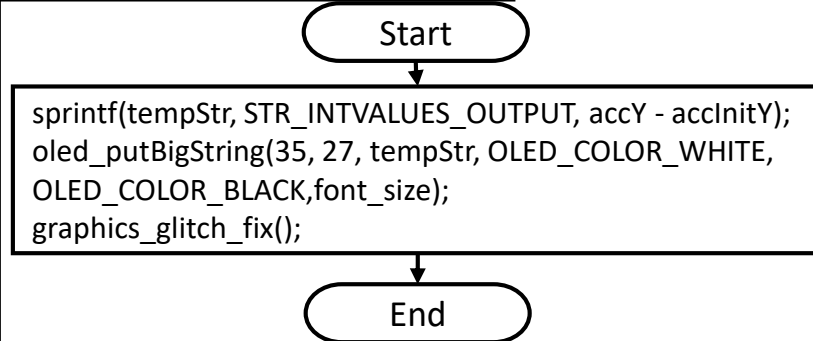 Start
sprintf(tempStr, STR_INTVALUES_OUTPUT, accY - accInitY);
oled_putBigString(35, 27, tempStr, OLED_COLOR_WHITE,
OLED_COLOR_BLACK,font_size);
graphics_glitch_fix();
End